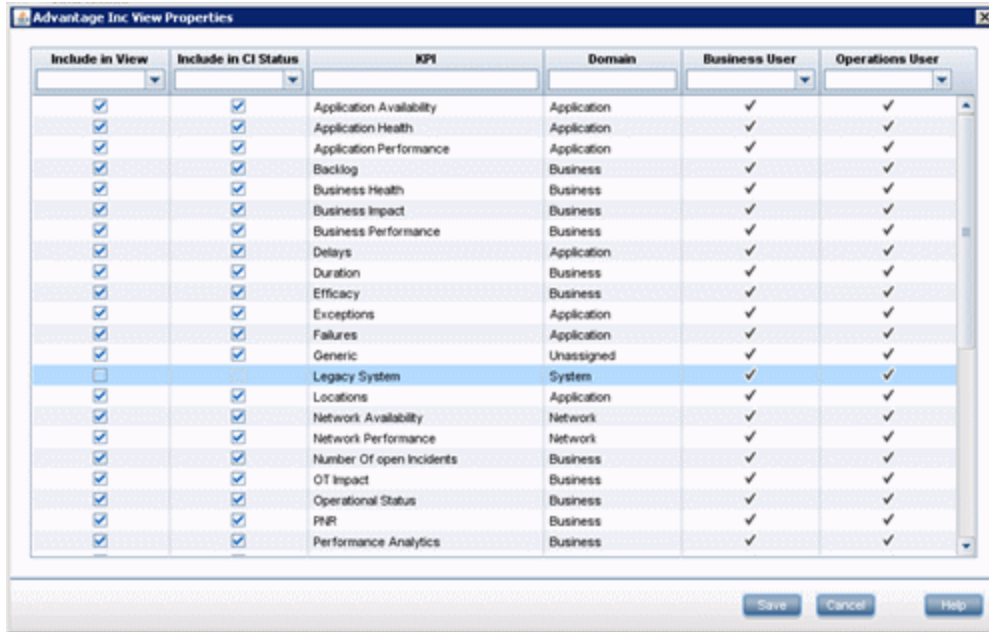 Advantage Inc View Properties
Include in View Include in CI Status KPI Domain Business User Operations User
Application Availability Application
Application Health Application
Application Performance Application
Backlog Business
Business Health Business
Business Impact Business
Business Performance Business
Delays Application
Duration Business
Efficacy Business
Exceptions Application
Failures Application
Generic Unassigned
Legacy System System
Locations Application
Network Availability Network
Network Performance Network
Number Of open Incidents Business
OT Impact Business
Operational Status Business
PNR Business
Performance Analytics Business
Save Cancel Help